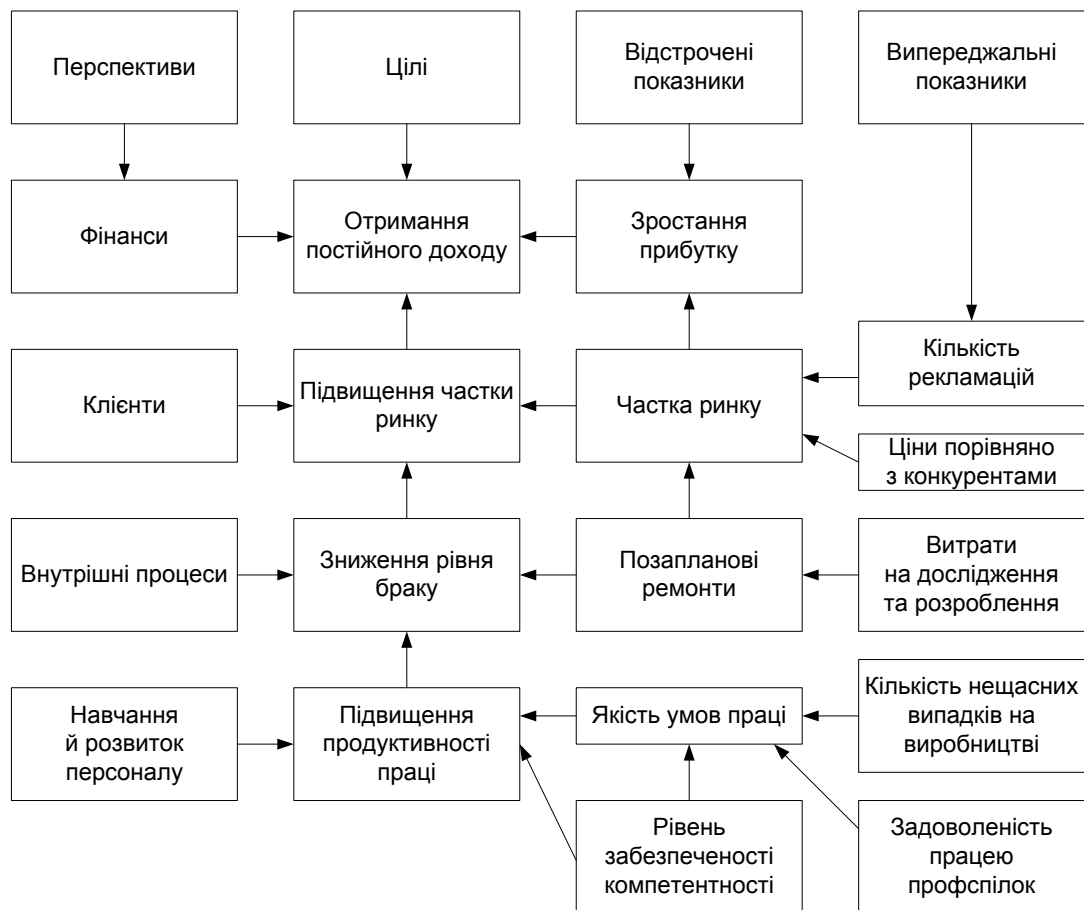 Перспективи
Цілі
Відстрочені
показники
Випереджальні
показники
Фінанси
Отримання
постійного доходу
Зростання
прибутку
Клієнти
Підвищення частки
ринку
Частка ринку
Кількість
рекламацій
Ціни порівняно
з конкурентами
Внутрішні процеси
Зниження рівня
браку
Позапланові
ремонти
Витрати
на дослідження
та розроблення
Навчання
й розвиток
персоналу
Підвищення
продуктивності
праці
Якість умов праці
Кількість нещасних
випадків на
виробництві
Рівень
забезпеченості
компетентності
Задоволеність
працею
профспілок